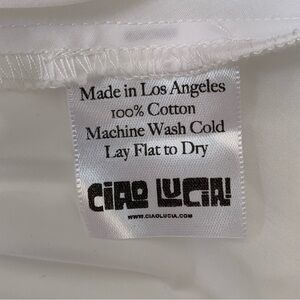 Made in Los Angeles
100% Cotton
Machine Wash Cold
Lay Flat to Dry
CIAO LUCIA!
WWW.CIAOLUCIA.COM